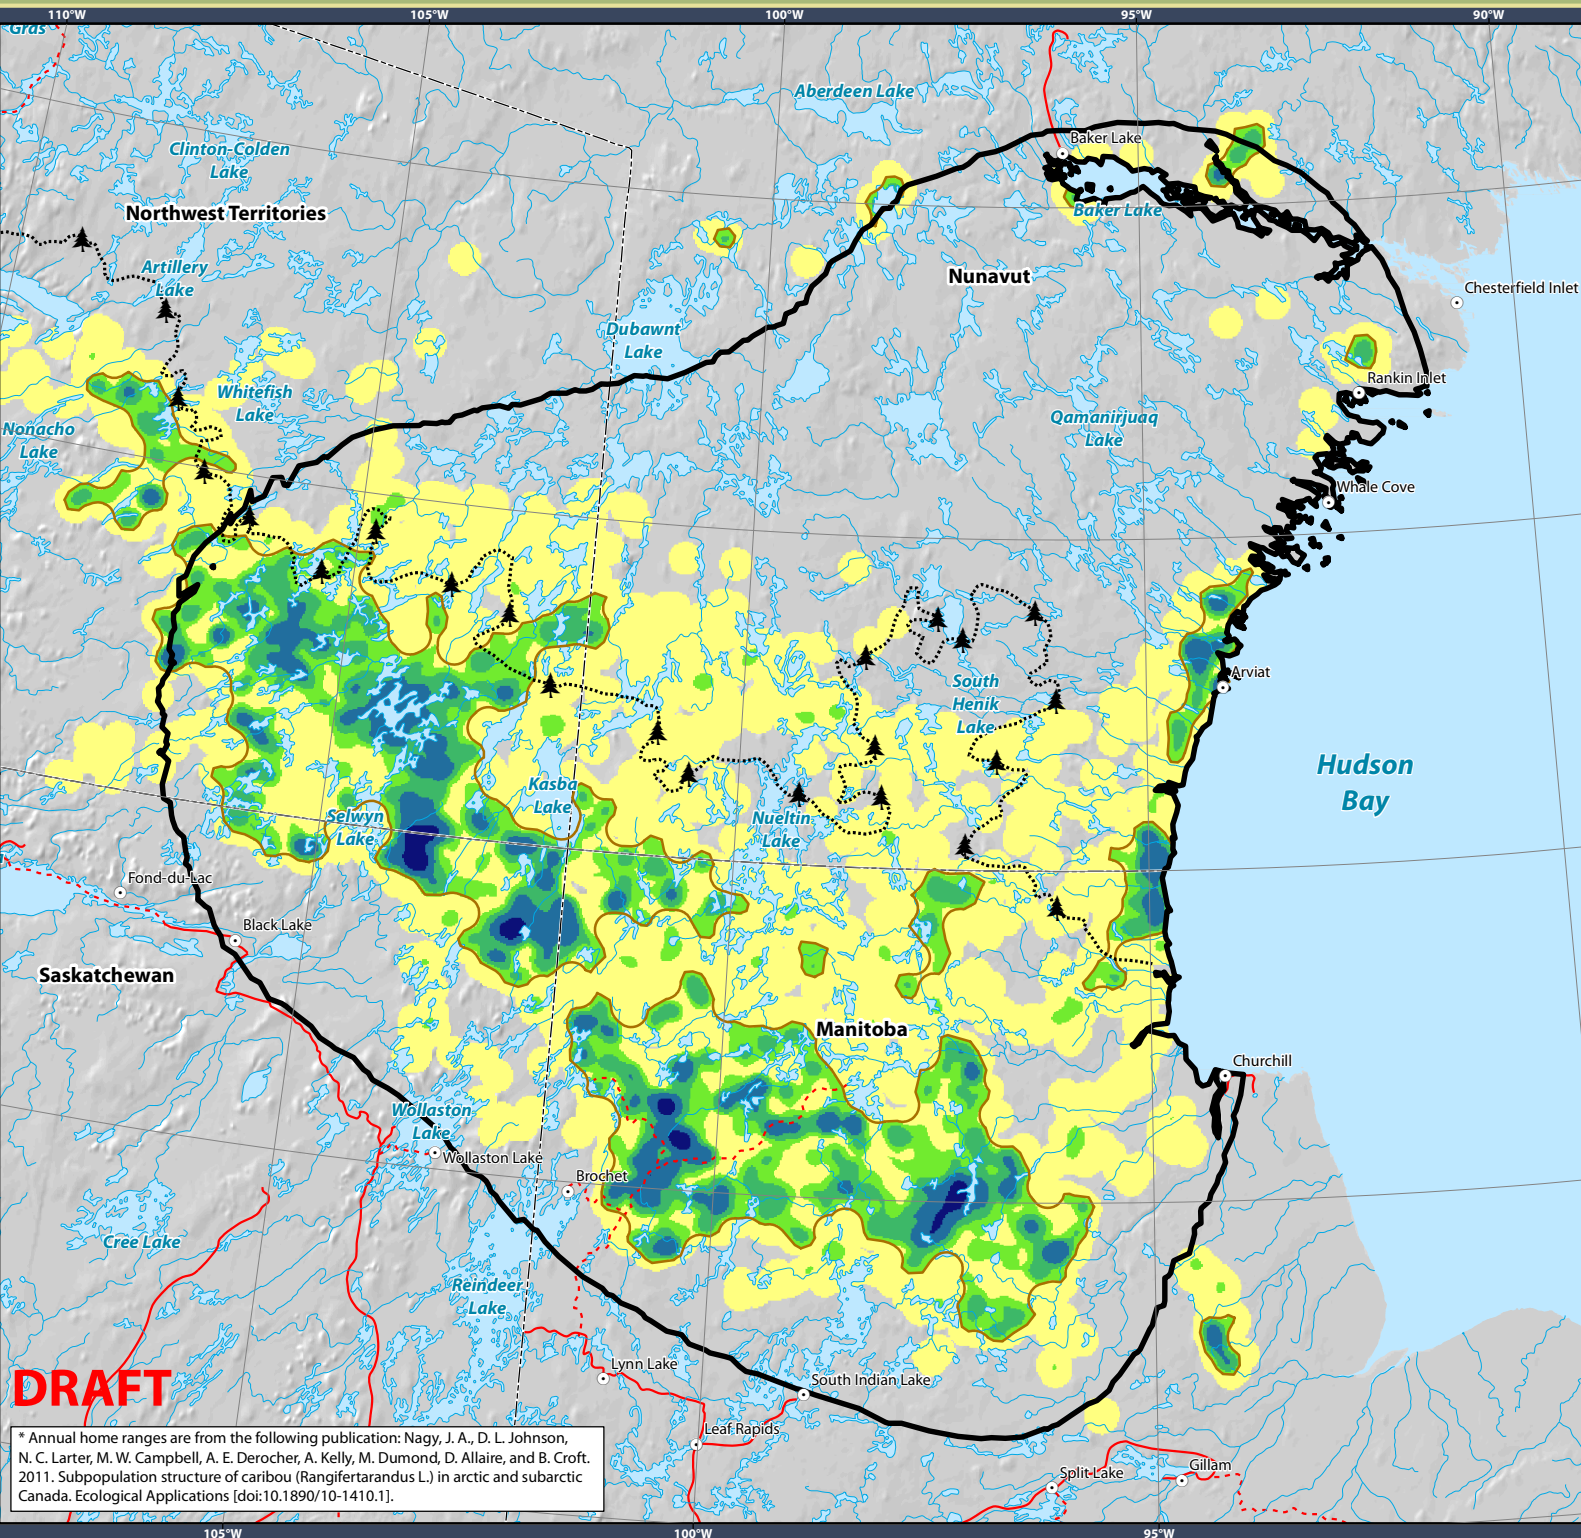 110°W 105°W 100°W 95°W 90°W
Gras
Aberdeen Lake
Baker Lake
Clinton-Colden
Lake
Northwest Territories
Baker Lake
Artillery
Lake
Nunavut
Chesterfield Inlet
Dubawnt
Lake
Rankin Inlet
Whitefish
Lake
Qamanirjuaq
Lake
Nonacho
Lake
Whale Cove
Arviat
South
Henik
Lake
Hudson
Bay
Kasba
Lake
Selwyn
Lake
Nueltin
Lake
Fond-du-Lac
Black Lake
Saskatchewan
Manitoba
Churchill
Wollaston
Lake
Wollaston Lake
Brochet
Cree Lake
Reindeer
Lake
Lynn Lake
South Indian Lake
DRAFT
Leaf Rapids
Split Lake
Gillam
* Annual home ranges are from the following publication: Nagy, J. A., D. L. Johnson,
N. C. Larter, M. W. Campbell, A. E. Derocher, A. Kelly, M. Dumond, D. Allaire, and B. Croft.
2011. Subpopulation structure of caribou (Rangifertarandus L.) in arctic and subarctic
Canada. Ecological Applications [doi:10.1890/10-1410.1].
105°W 100°W 95°W